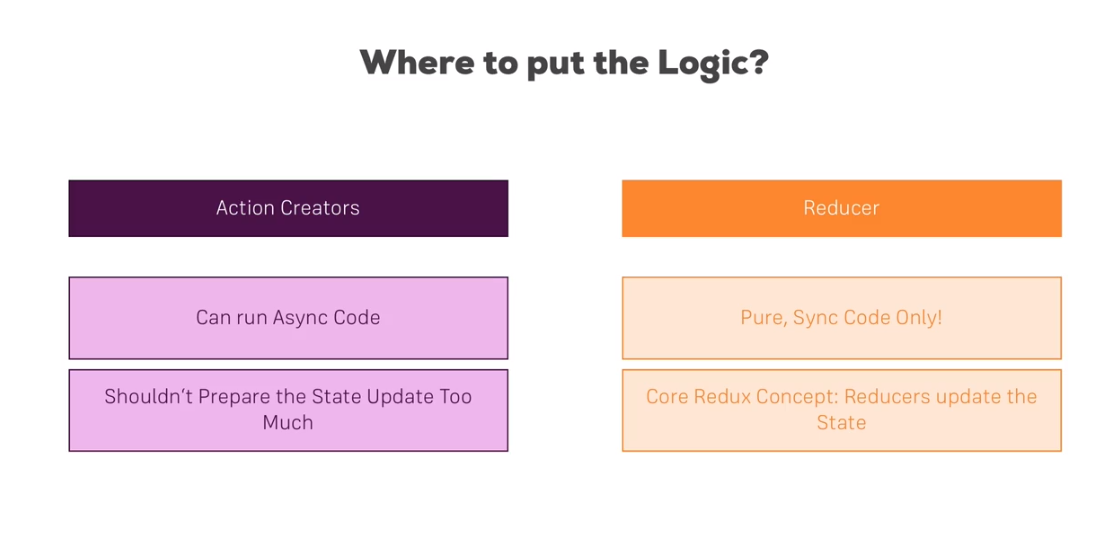 Where to put the Logic?
Action Creators
Can run Async Code
Shouldn't Prepare the State Update Too
Much
Reducer
Pure, Sync Code Only!
Core Redux Concept: Reducers update the
State